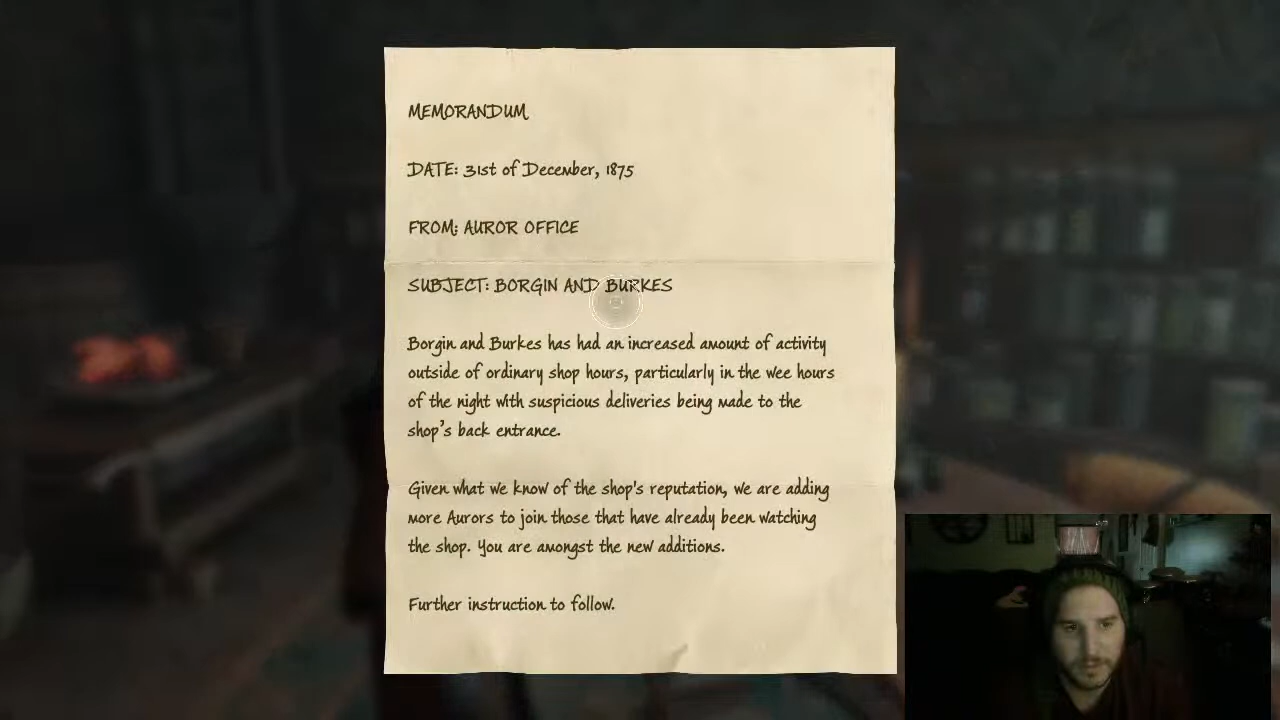 MEMORANDUM
DATE: 31st of December, 1875
FROM: AUROR OFFICE
SUBJECT: BORGIN AND BURKES
Borgin and Burkes has had an increased amount of activity
outside of ordinary shop hours, particularly in the wee hours
of the night with suspicious deliveries being made to the
shop's back entrance.
Given what we know of the shop's reputation, we are adding
more Aurors to join those that have already been watching
the shop. You are amongst the new additions.
Further instruction to follow.